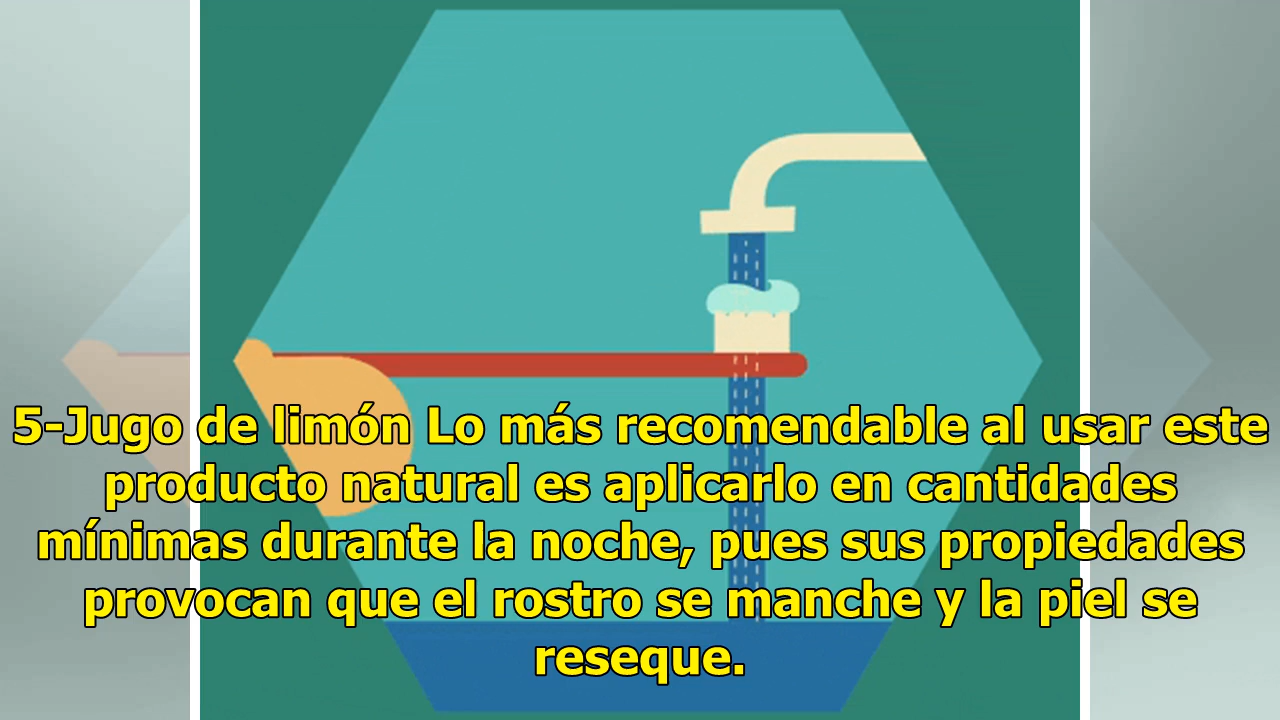 5-Jugo de limón Lo más recomendable al usar este
producto natural es aplicarlo en cantidades
mínimas durante la noche, pues sus propiedades
provocan que el rostro se manche y la piel se
reseque.